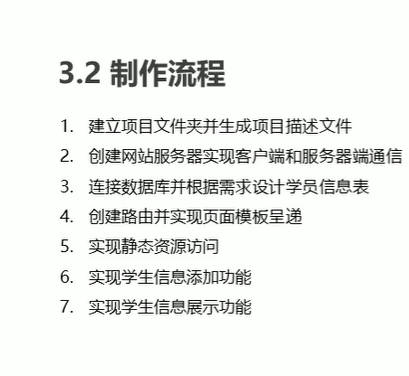 3.2 制作流程
1. 建立项目文件夹并生成项目描述文件
2. 创建网站服务器实现客户端和服务器端通信
3. 连接数据库并根据需求设计学员信息表
4. 创建路由并实现页面模板呈递
5. 实现静态资源访问
6. 实现学生信息添加功能
7. 实现学生信息展示功能